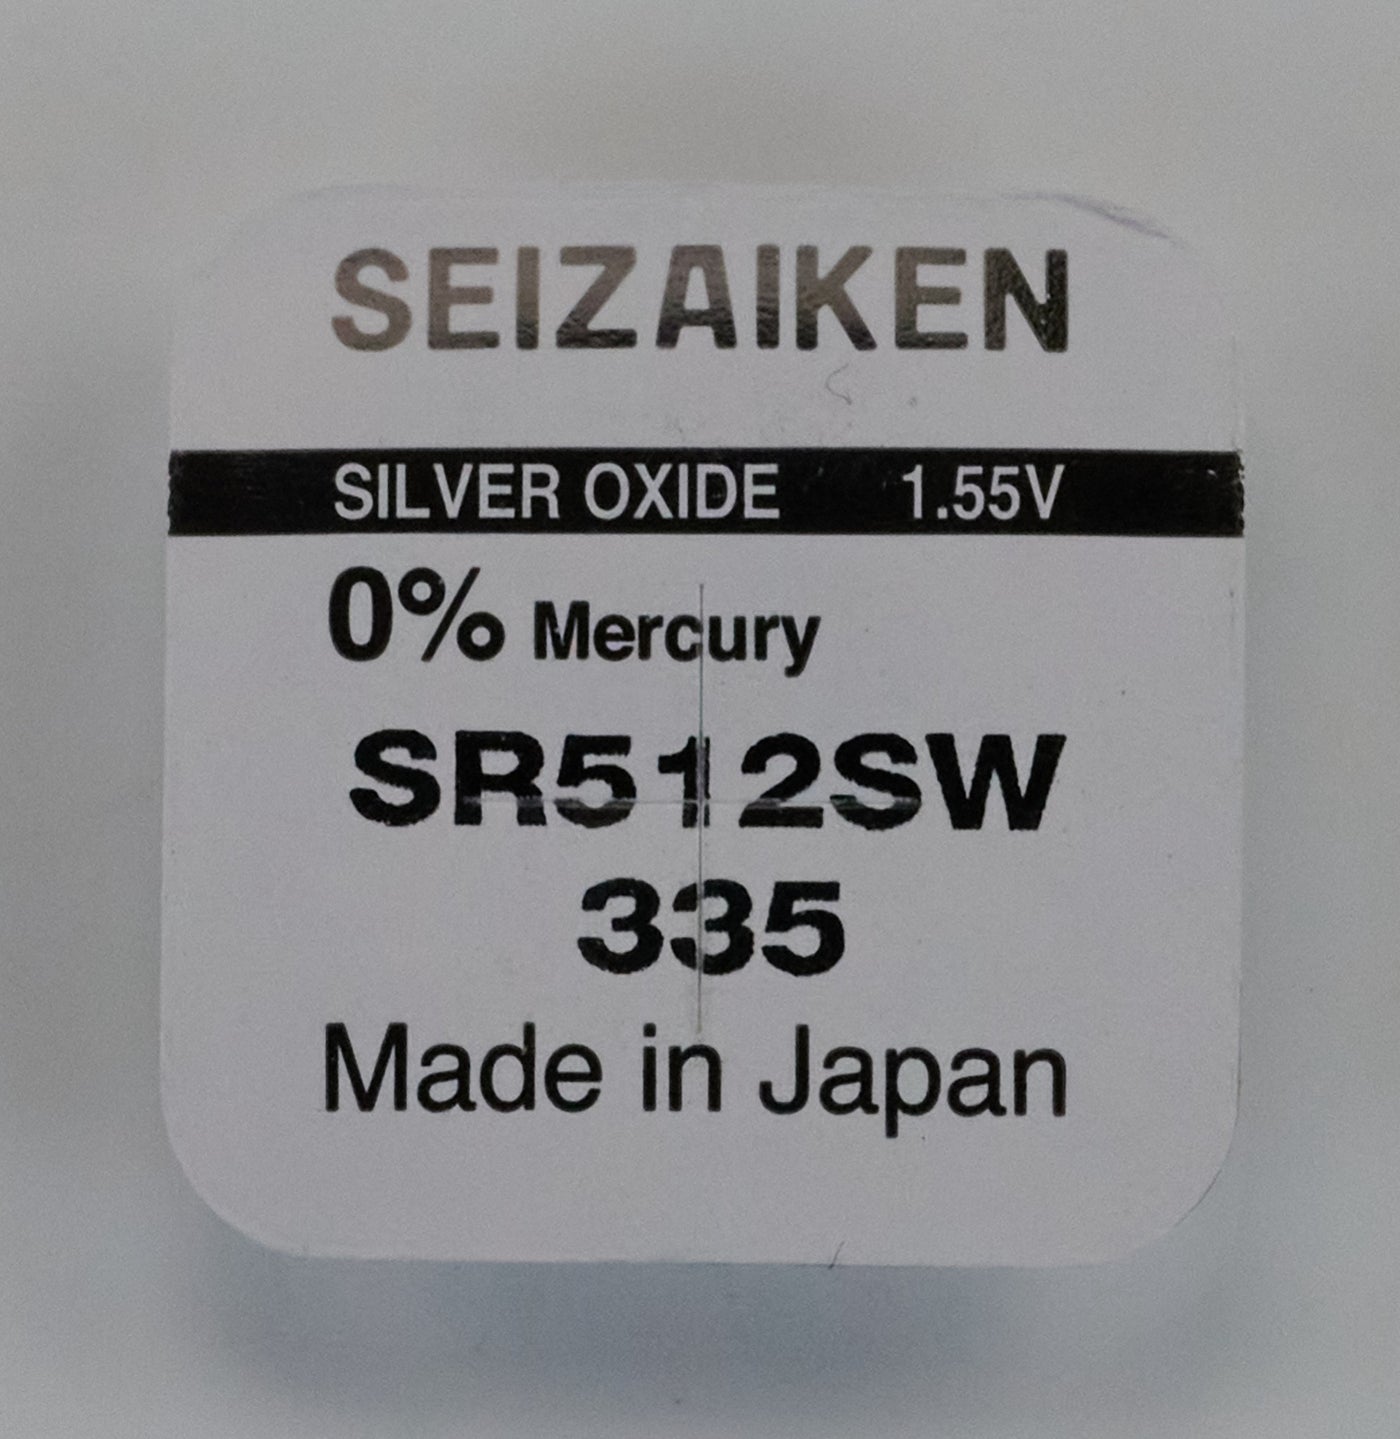 SEIZAIKEN
SILVER OXIDE 1.55V
0% Mercury
SR512SW
335
Made in Japan